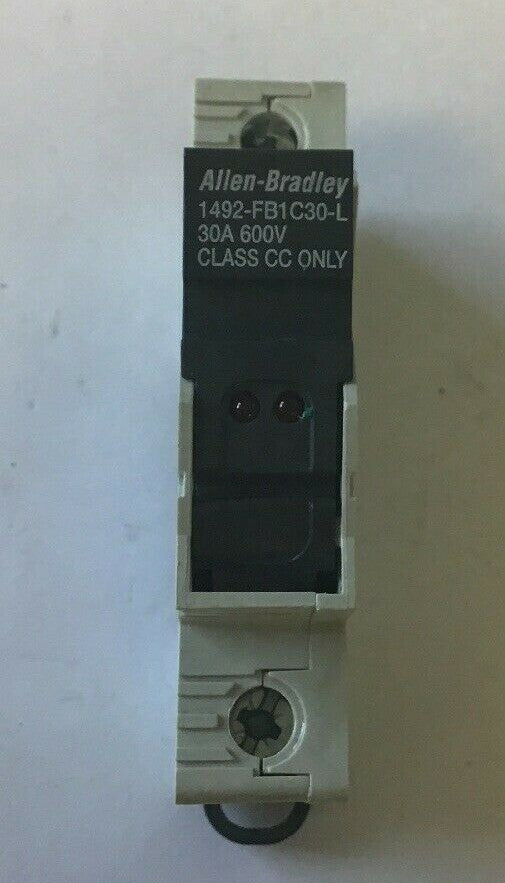 Allen-Bradley
1492-FB1C30-L
30A 600V
CLASS CC ONLY